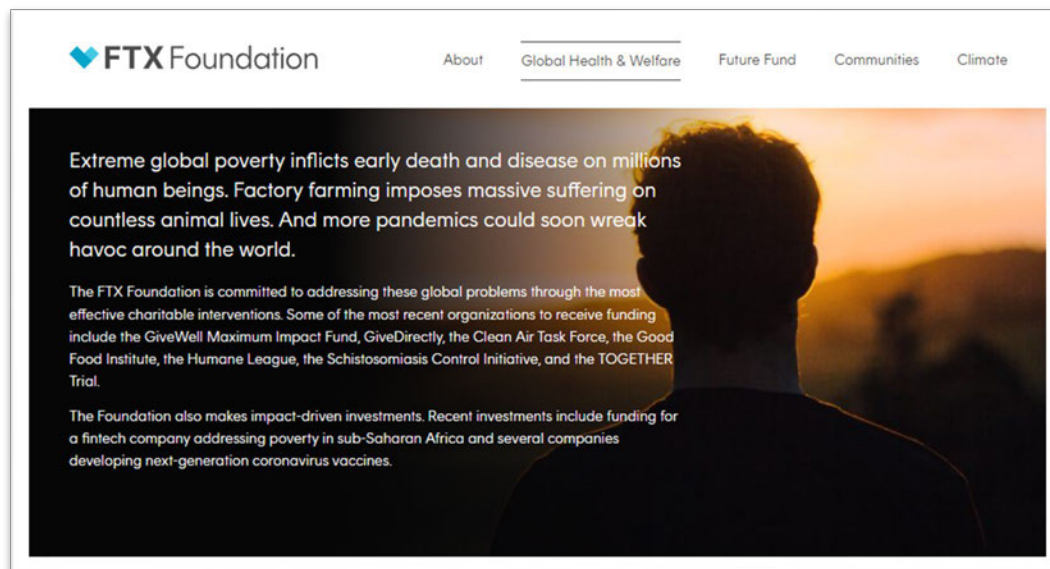 FTX Foundation
About Global Health & Welfare Future Fund Communities Climate
Extreme global poverty inflicts early death and disease on millions
of human beings. Factory farming imposes massive suffering on
countless animal lives. And more pandemics could soon wreak
havoc around the world.
The FTX Foundation is committed to addressing these global problems through the most
effective charitable interventions. Some of the most recent organizations to receive funding
include the GiveWell Maximum Impact Fund, GiveDirectly, the Clean Air Task Force, the Good
Food Institute, the Humane League, the Schistosomiasis Control Initiative, and the TOGETHER
Trial.
The Foundation also makes impact-driven investments. Recent investments include funding for
a fintech company addressing poverty in sub-Saharan Africa and several companies
developing next-generation coronavirus vaccines.